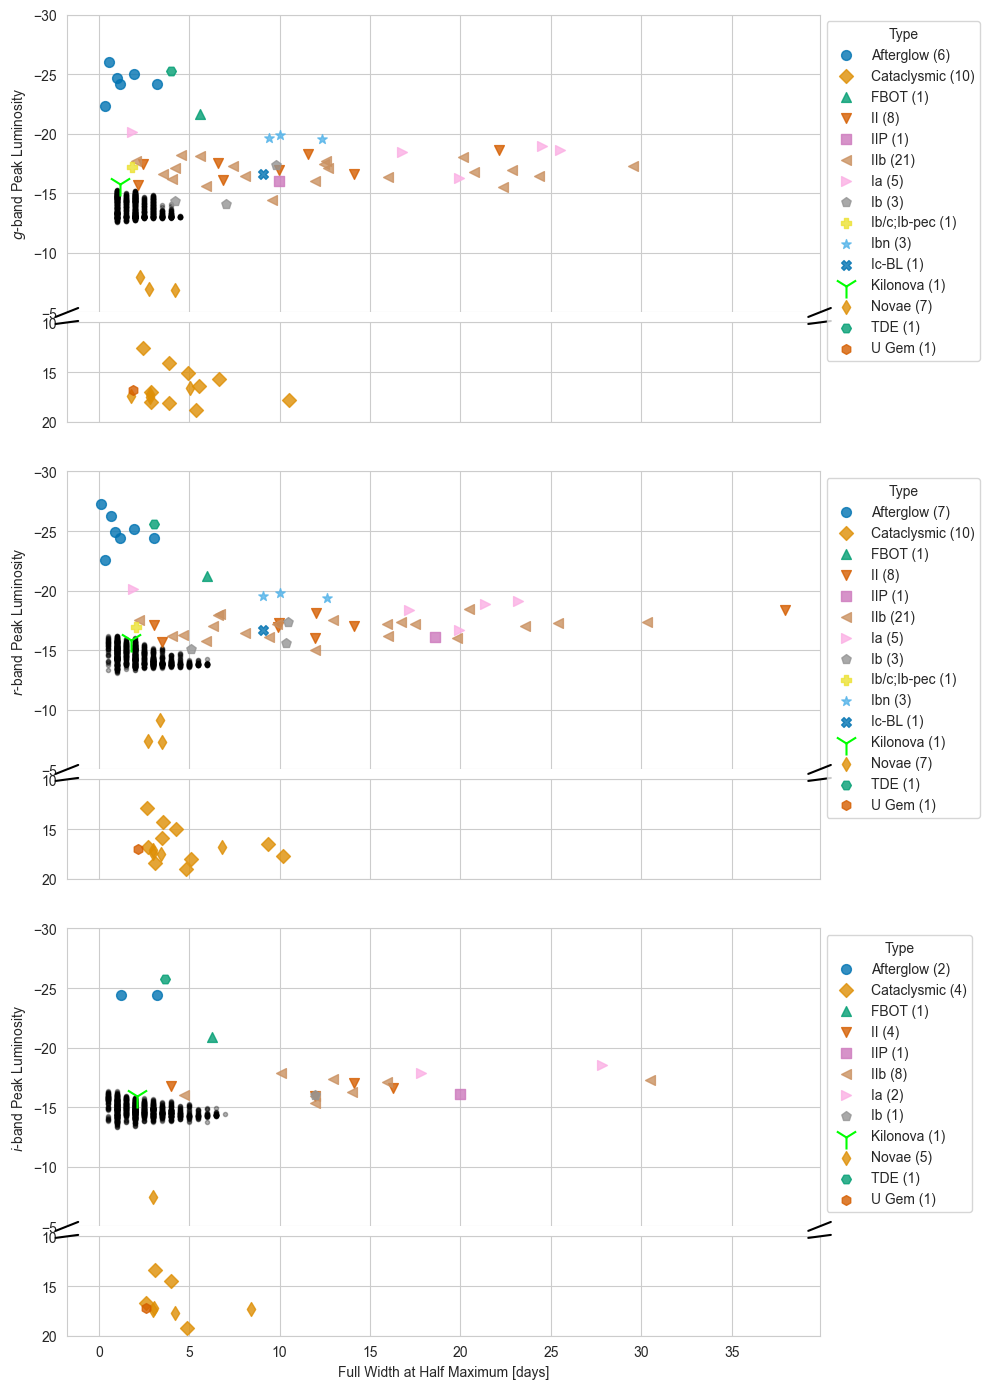 −30
−25
−20
−15
−10
−5
10
15
20
g-band Peak Luminosity
Type
Afterglow (6)
Cataclysmic (10)
FBOT (1)
II (8)
IIP (1)
IIb (21)
Ia (5)
Ib (3)
Ib/c;Ib-pec (1)
Ibn (3)
Ic-BL (1)
Kilonova (1)
Novae (7)
TDE (1)
U Gem (1)
−30
−25
−20
−15
−10
−5
10
15
20
r-band Peak Luminosity
Type
Afterglow (7)
Cataclysmic (10)
FBOT (1)
II (8)
IIP (1)
IIb (21)
Ia (5)
Ib (3)
Ib/c;Ib-pec (1)
Ibn (3)
Ic-BL (1)
Kilonova (1)
Novae (7)
TDE (1)
U Gem (1)
−30
−25
−20
−15
−10
−5
10
15
20
i-band Peak Luminosity
Type
Afterglow (2)
Cataclysmic (4)
FBOT (1)
II (4)
IIP (1)
IIb (8)
Ia (2)
Ib (1)
Kilonova (1)
Novae (5)
TDE (1)
U Gem (1)
0 5 10 15 20 25 30 35
Full Width at Half Maximum [days]